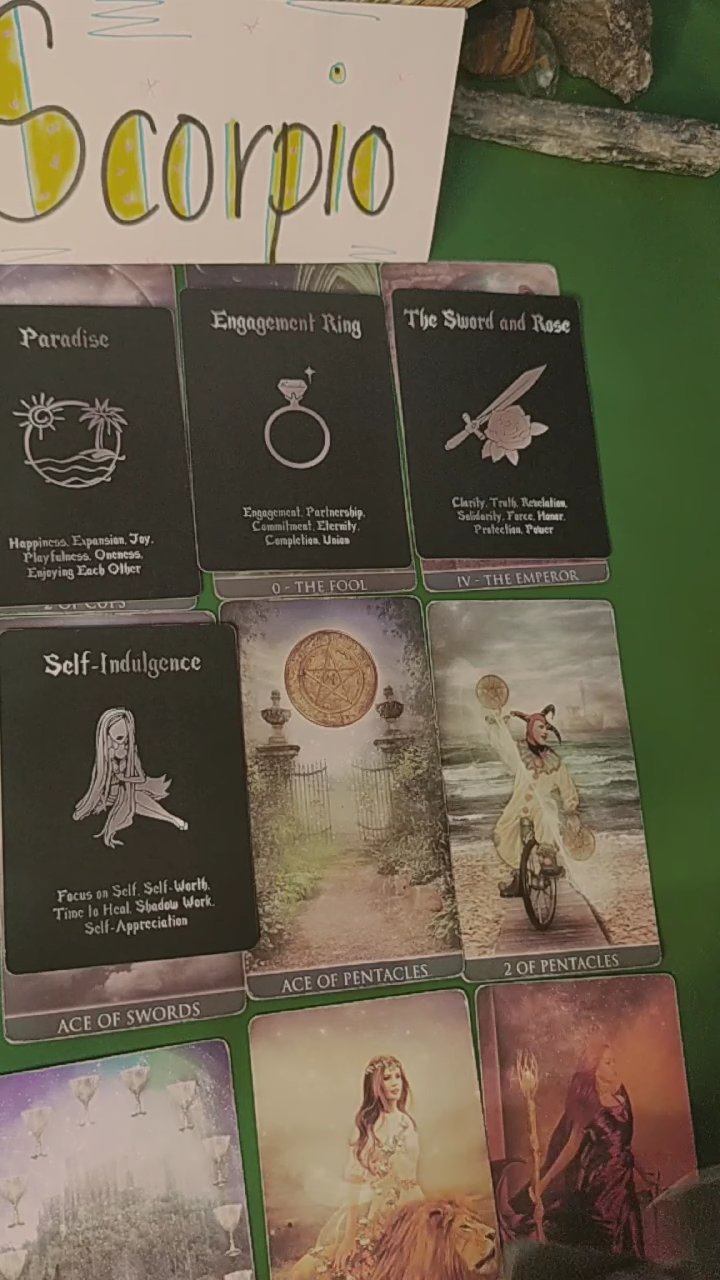 Scorpio
Paradise
Happiness, Expansion, Joy,
Playfulness, Oneness,
Enjoying Each Other
2 OF CUPS
Engagement Ring
Engagement, Partnership,
Commitment, Eternity,
Completion, Union
0 - THE FOOL
The Sword and Rose
Clarity, Truth, Revelation,
Solidarity, Force, Honor,
Protection, Power
IV - THE EMPEROR
Self-Indulgence
Focus on Self, Self-Worth,
Time to Heal, Shadow Work,
Self-Appreciation
ACE OF SWORDS
ACE OF PENTACLES
2 OF PENTACLES